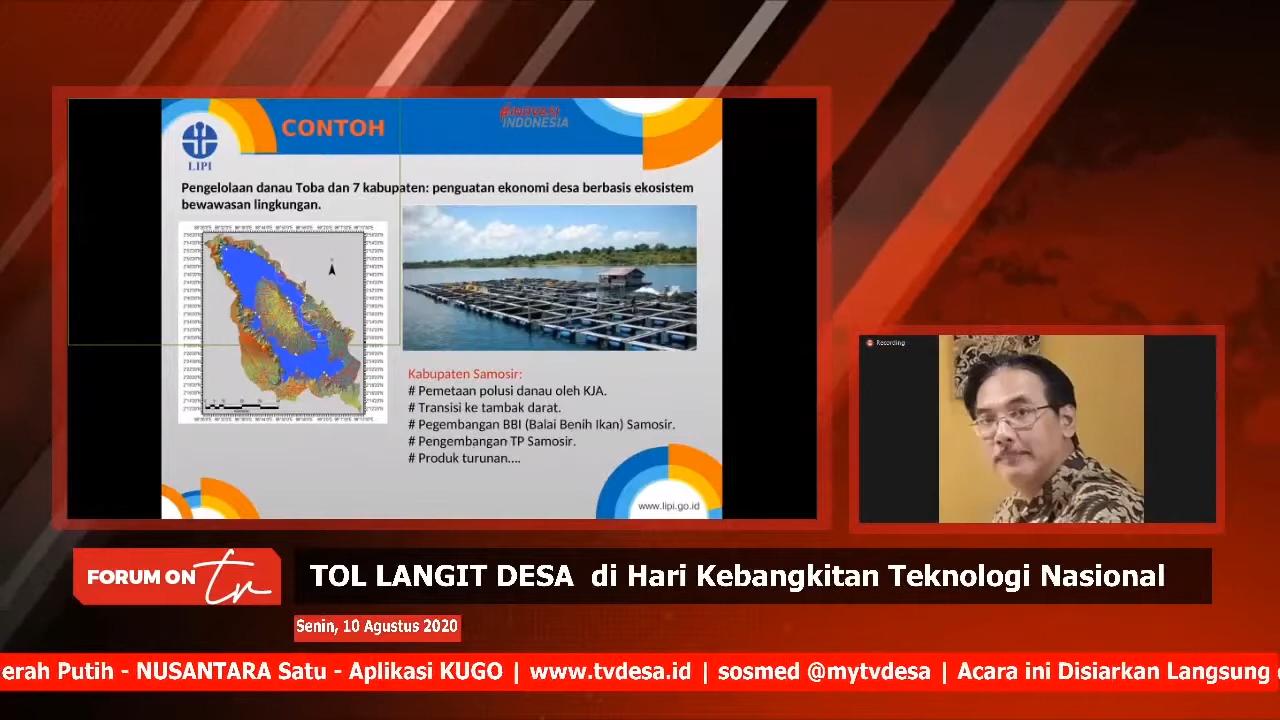 CONTOH
#INOVASI
INDONESIA
LIPI
Pengelolaan danau Toba dan 7 kabupaten: penguatan ekonomi desa berbasis ekosistem
bewawasan lingkungan.
Kabupaten Samosir:
# Pemetaan polusi danau oleh KJA.
# Transisi ke tambak darat.
# Pegembangan BBI (Balai Benih Ikan) Samosir.
# Pengembangan TP Samosir.
# Produk turunan....
www.lipi.go.id
Recording
FORUM ON tr
TOL LANGIT DESA di Hari Kebangkitan Teknologi Nasional
Senin, 10 Agustus 2020
erah Putih - NUSANTARA Satu - Aplikasi KUGO | www.tvdesa.id | sosmed @mytvdesa | Acara ini Disiarkan Langsung